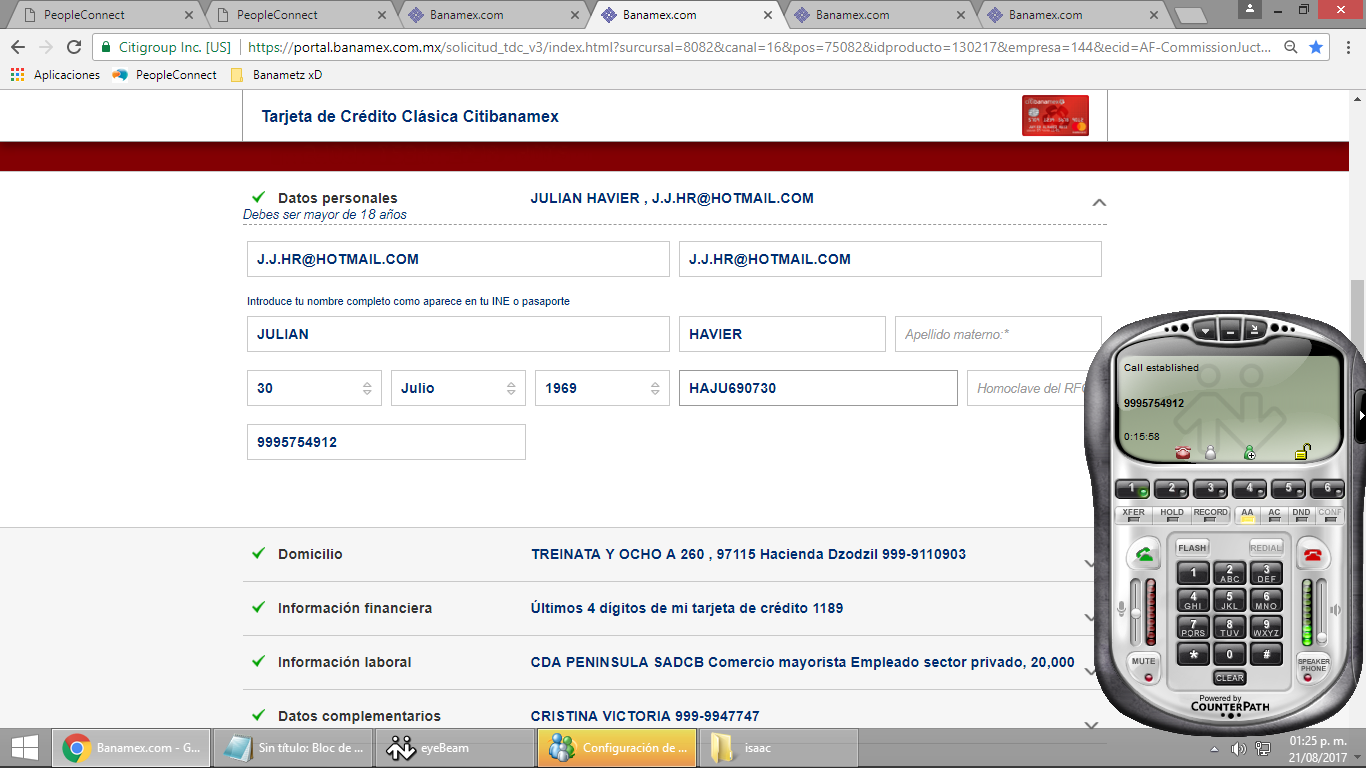 PeopleConnect
PeopleConnect
Banamex.com
Banamex.com
Banamex.com
Banamex.com
Citigroup Inc. [US]
https://portal.banamex.com.mx/solicitud_tdc_v3/index.html?surcursal=8082&canal=16&pos=75082&idproducto=130217&empresa=144&ecid=AF-CommissionJuct...
Aplicaciones
PeopleConnect
Banametz xD
Tarjeta de Crédito Clásica Citibanamex
Datos personales
JULIAN HAVIER , J.J.HR@HOTMAIL.COM
Debes ser mayor de 18 años
J.J.HR@HOTMAIL.COM
J.J.HR@HOTMAIL.COM
Introduce tu nombre completo como aparece en tu INE o pasaporte
JULIAN
HAVIER
Apellido materno:*
30
Julio
1969
HAJU690730
Homoclave del RFC
9995754912
Domicilio
TREINATA Y OCHO A 260 , 97115 Hacienda Dzodzil 999-9110903
Información financiera
Últimos 4 dígitos de mi tarjeta de crédito 1189
Información laboral
CDA PENINSULA SADCB Comercio mayorista Empleado sector privado, 20,000
Datos complementarios
CRISTINA VICTORIA 999-9947747
Call established
9995754912
0:15:58
1 2 3 4 5 6
XFER HOLD RECORD AA AC DND CONF
FLASH REDIAL
1 2 ABC 3 DEF
4 GHI 5 JKL 6 MNO
7 PQRS 8 TUV 9 WXYZ
* 0 #
MUTE
SPEAKER PHONE
CLEAR
Powered by
COUNTERPATH
Banamex.com - G...
Sin título: Bloc de ...
eyeBeam
Configuración de ...
isaac
01:25 p. m.
21/08/2017